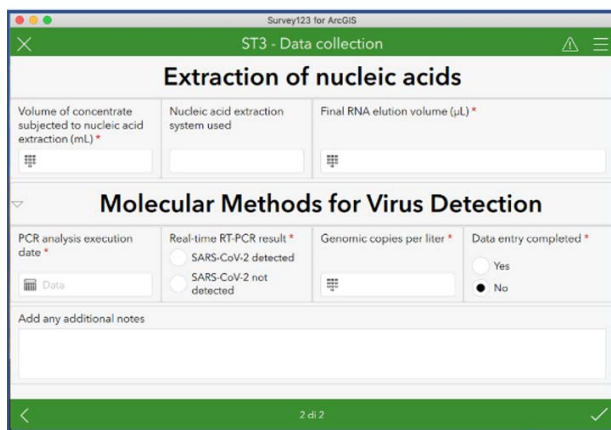 Survey123 for ArcGIS
ST3 - Data collection
Extraction of nucleic acids
Volume of concentrate
subjected to nucleic acid
extraction (mL) *
Nucleic acid extraction
system used
Final RNA elution volume (μL) *
Molecular Methods for Virus Detection
PCR analysis execution
date *
Data
Real-time RT-PCR result *
SARS-CoV-2 detected
SARS-CoV-2 not
detected
Genomic copies per liter *
Data entry completed *
Yes
No
Add any additional notes
2 di 2